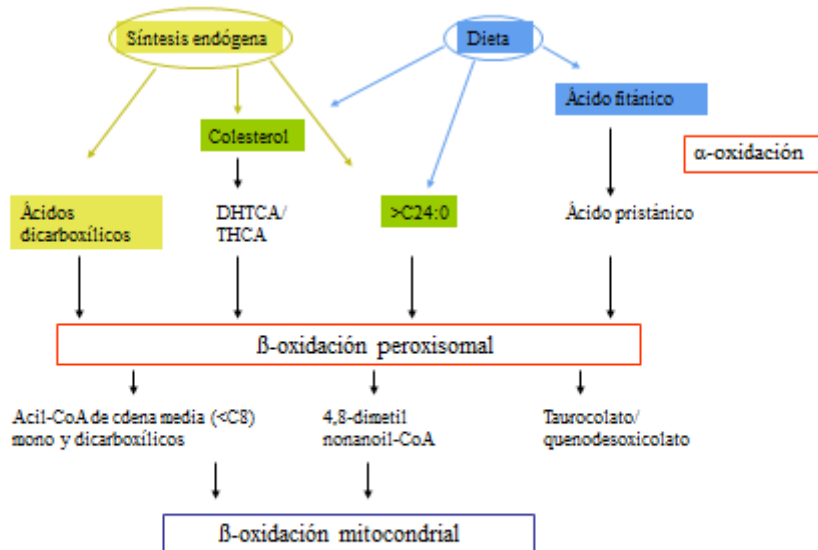 Síntesis endógena
Dieta
Ácido fitánico
Colesterol
α-oxidación
Ácidos
dicarboxílicos
DHTCA/
THCA
>C24:0
Ácido pristánico
ß-oxidación peroxisomal
Acil-CoA de cdena media (<C8)
mono y dicarboxílicos
4,8-dimetil
nonanoil-CoA
Taurocolato/
quenodesoxicolato
ß-oxidación mitocondrial